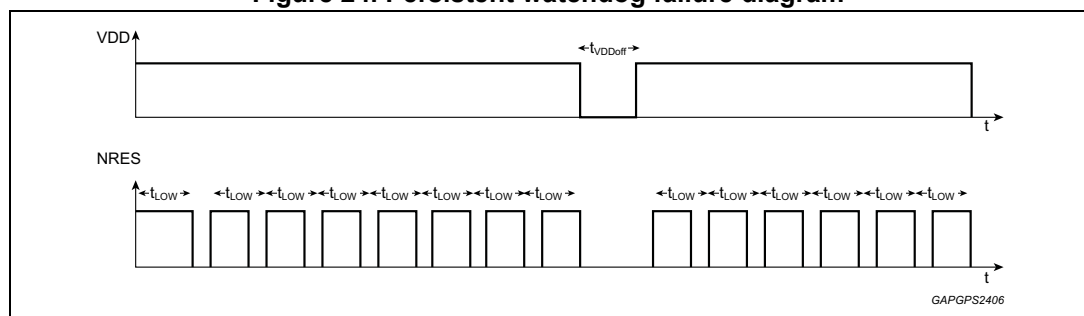 Figure 24. Persistent watchdog failure diagram
VDD
tVDDoff
t
NRES
tLOW tLOW tLOW tLOW tLOW tLOW tLOW tLOW tLOW tLOW tLOW tLOW tLOW tLOW
t
GAPGPS2406